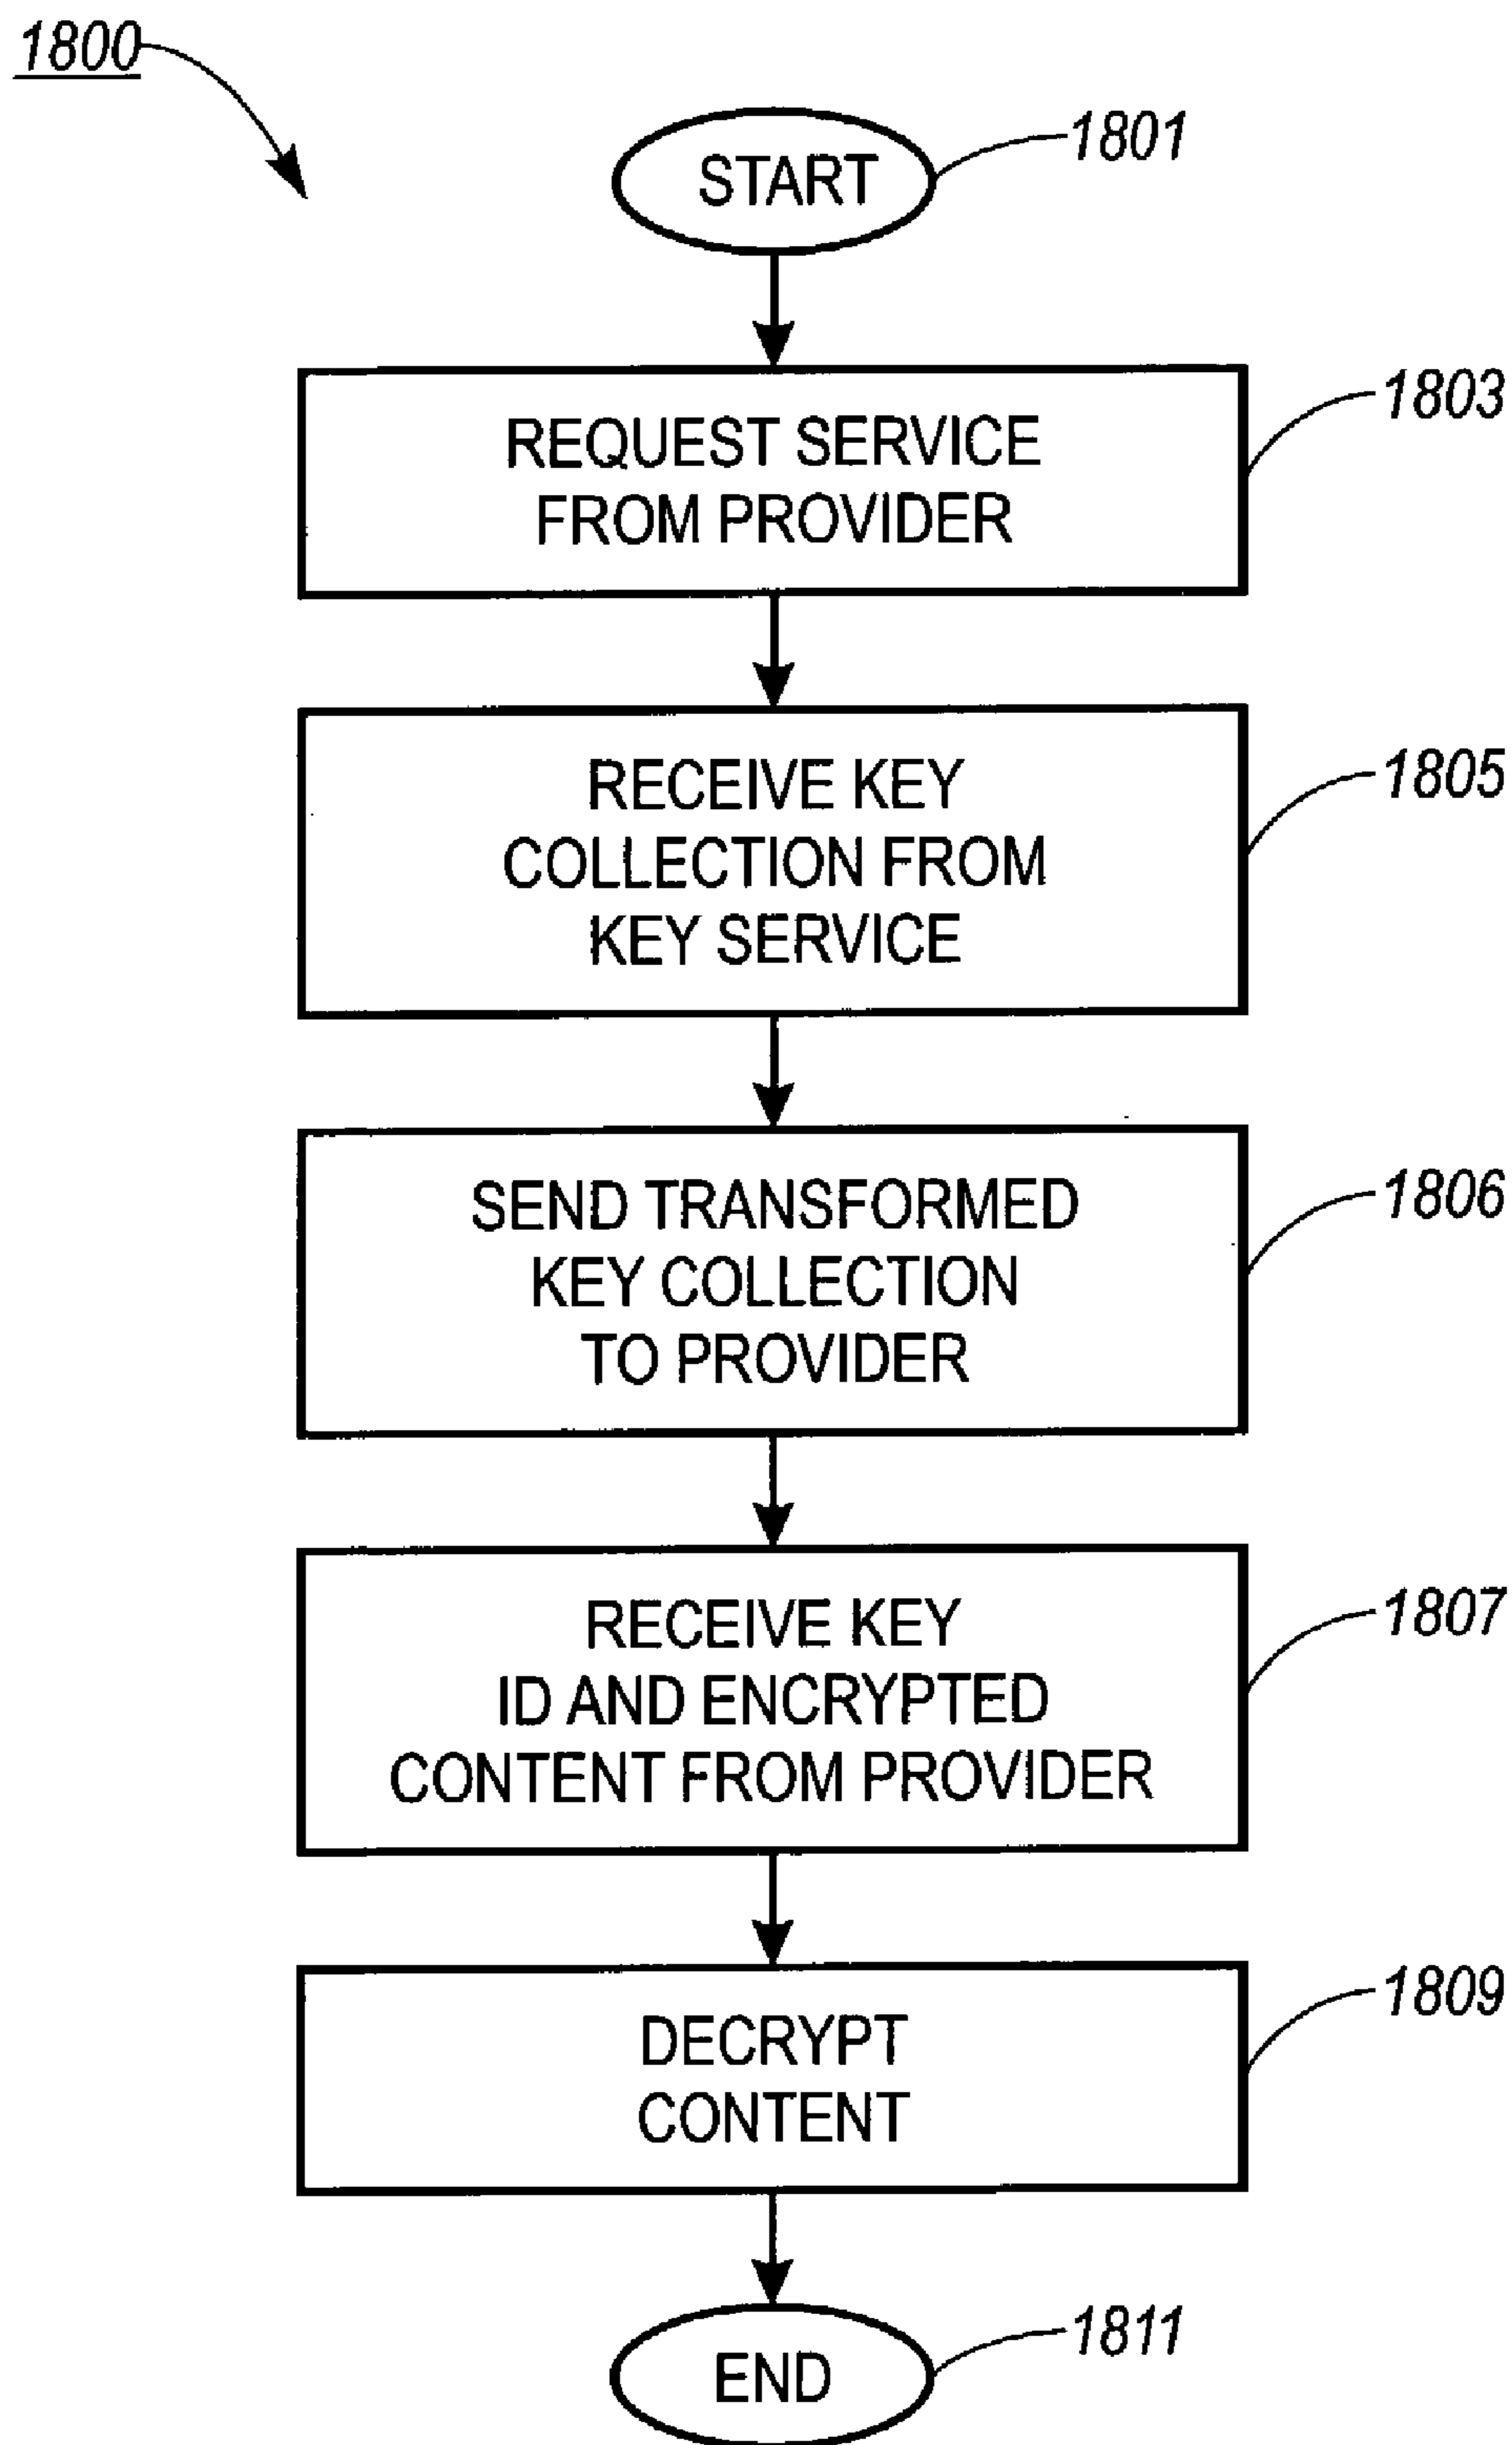 1800
START
1801
REQUEST SERVICE
FROM PROVIDER
1803
RECEIVE KEY
COLLECTION FROM
KEY SERVICE
1805
SEND TRANSFORMED
KEY COLLECTION
TO PROVIDER
1806
RECEIVE KEY
ID AND ENCRYPTED
CONTENT FROM PROVIDER
1807
DECRYPT
CONTENT
1809
END
1811